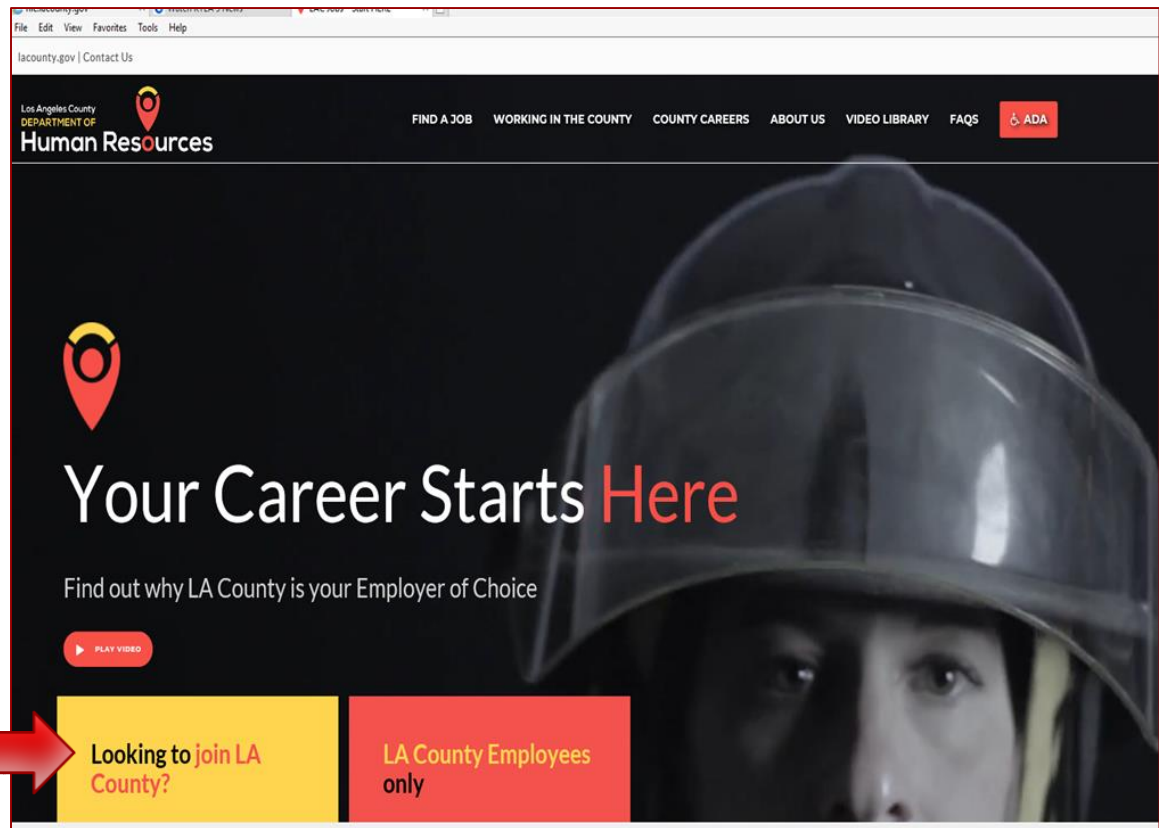 File Edit View Favorites Tools Help
lacounty.gov | Contact Us
Los Angeles County
DEPARTMENT OF
Human Resources
FIND A JOB WORKING IN THE COUNTY COUNTY CAREERS ABOUT US VIDEO LIBRARY FAQS ADA
Your Career Starts Here
Find out why LA County is your Employer of Choice
PLAY VIDEO
Looking to join LA
County?
LA County Employees
only